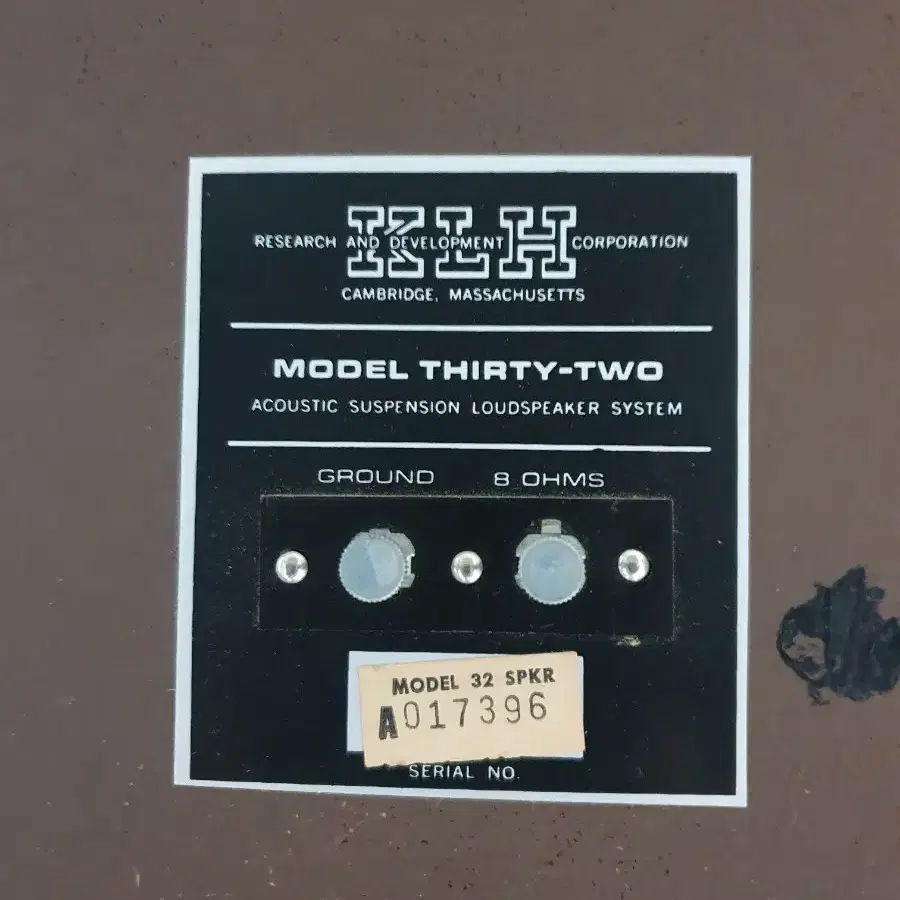 KLH
RESEARCH AND DEVELOPMENT CORPORATION
CAMBRIDGE, MASSACHUSETTS
MODEL THIRTY-TWO
ACOUSTIC SUSPENSION LOUDSPEAKER SYSTEM
GROUND 8 OHMS
MODEL 32 SPKR
A017396
SERIAL NO.